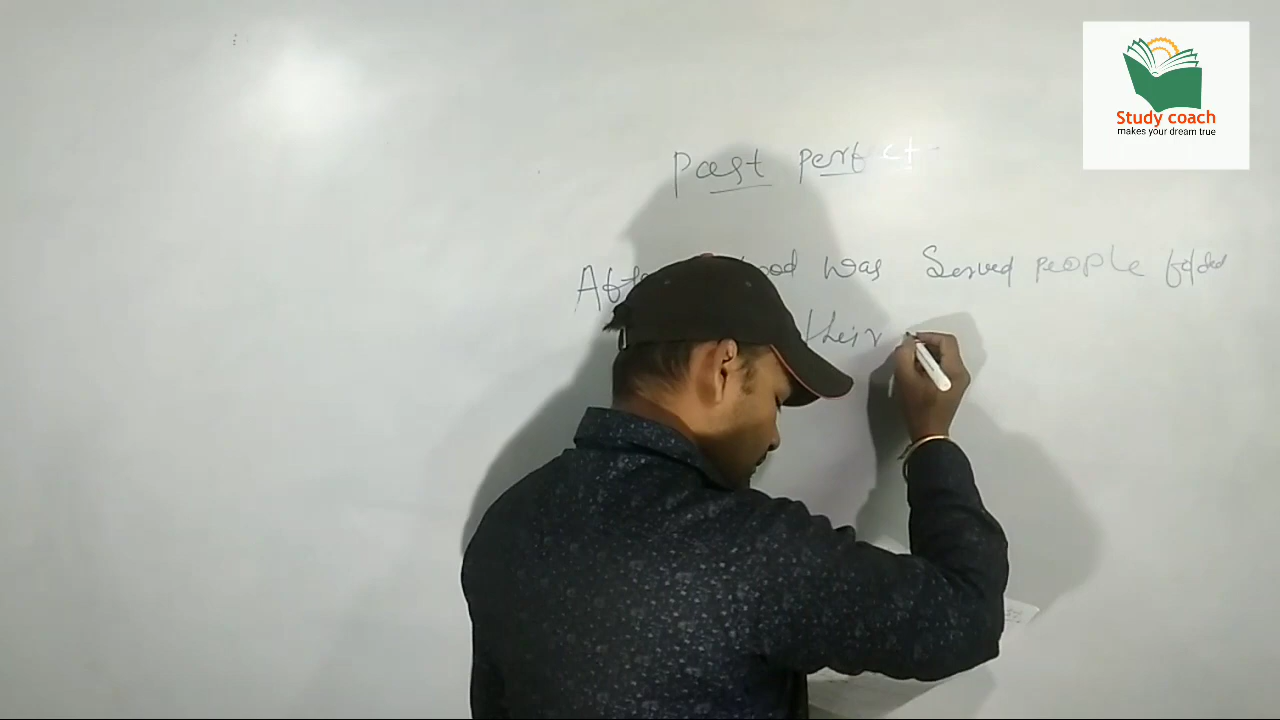 Study coach
makes your dream true
Past perfect
After food was Served people folded
their